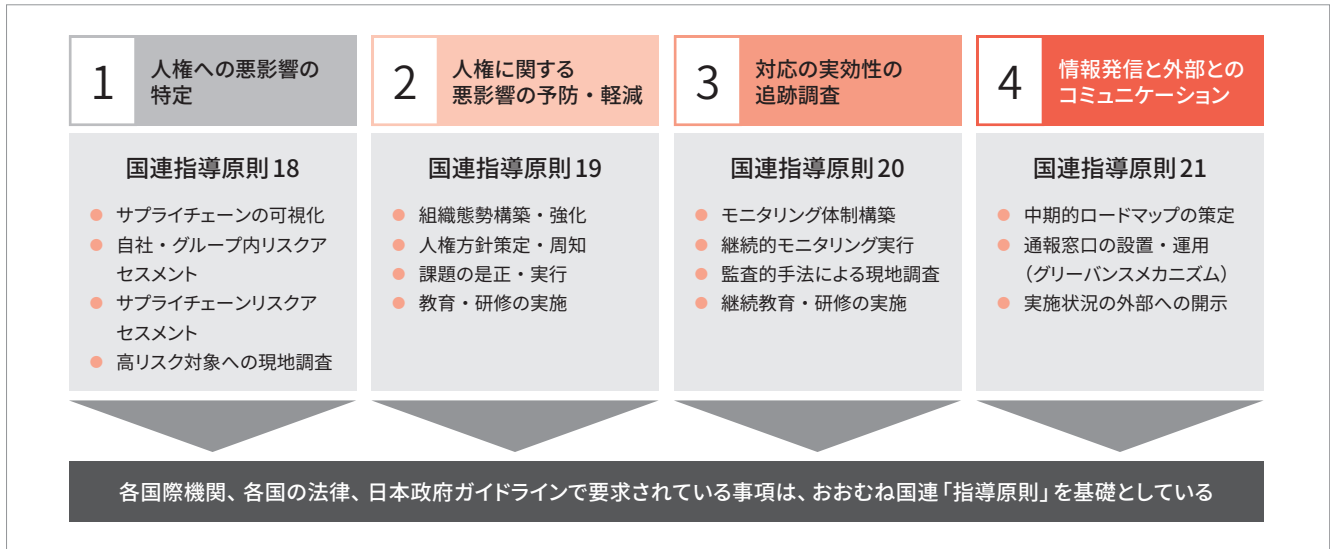 1
人権への悪影響の
特定
国連指導原則18
● サプライチェーンの可視化
● 自社・グループ内リスクア
セスメント
● サプライチェーンリスクア
セスメント
● 高リスク対象への現地調査
2
人権に関する
悪影響の予防・軽減
国連指導原則19
● 組織態勢構築・強化
● 人権方針策定・周知
● 課題の是正・実行
● 教育・研修の実施
3
対応の実効性の
追跡調査
国連指導原則20
● モニタリング体制構築
● 継続的モニタリング実行
● 監査的手法による現地調査
● 継続教育・研修の実施
4
情報発信と外部との
コミュニケーション
国連指導原則21
● 中期的ロードマップの策定
● 通報窓口の設置・運用
（グリーバンスメカニズム）
● 実施状況の外部への開示
各国際機関、各国の法律、日本政府ガイドラインで要求されている事項は、おおむね国連「指導原則」を基礎としている